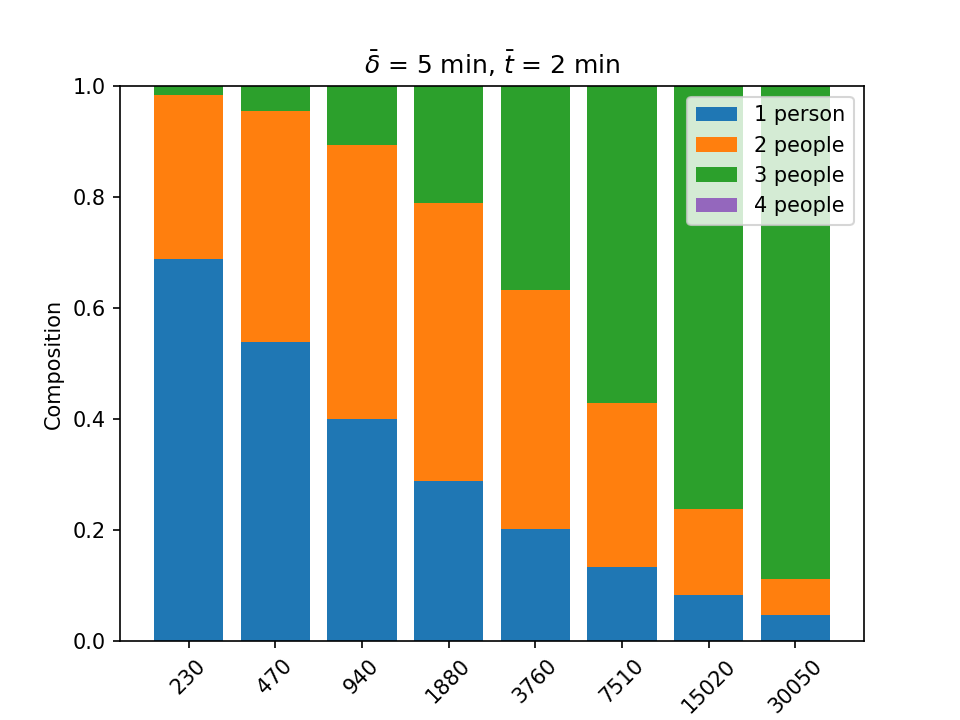 δ̄ = 5 min, t̄ = 2 min
1.0
0.8
0.6
0.4
0.2
0.0
Composition
1 person
2 people
3 people
4 people
230
470
940
1880
3760
7510
15020
30050